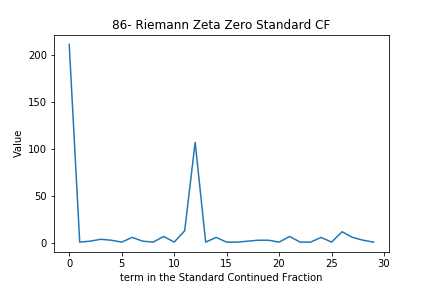 86- Riemann Zeta Zero Standard CF
200
150
100
50
0
Value
0 5 10 15 20 25 30
term in the Standard Continued Fraction